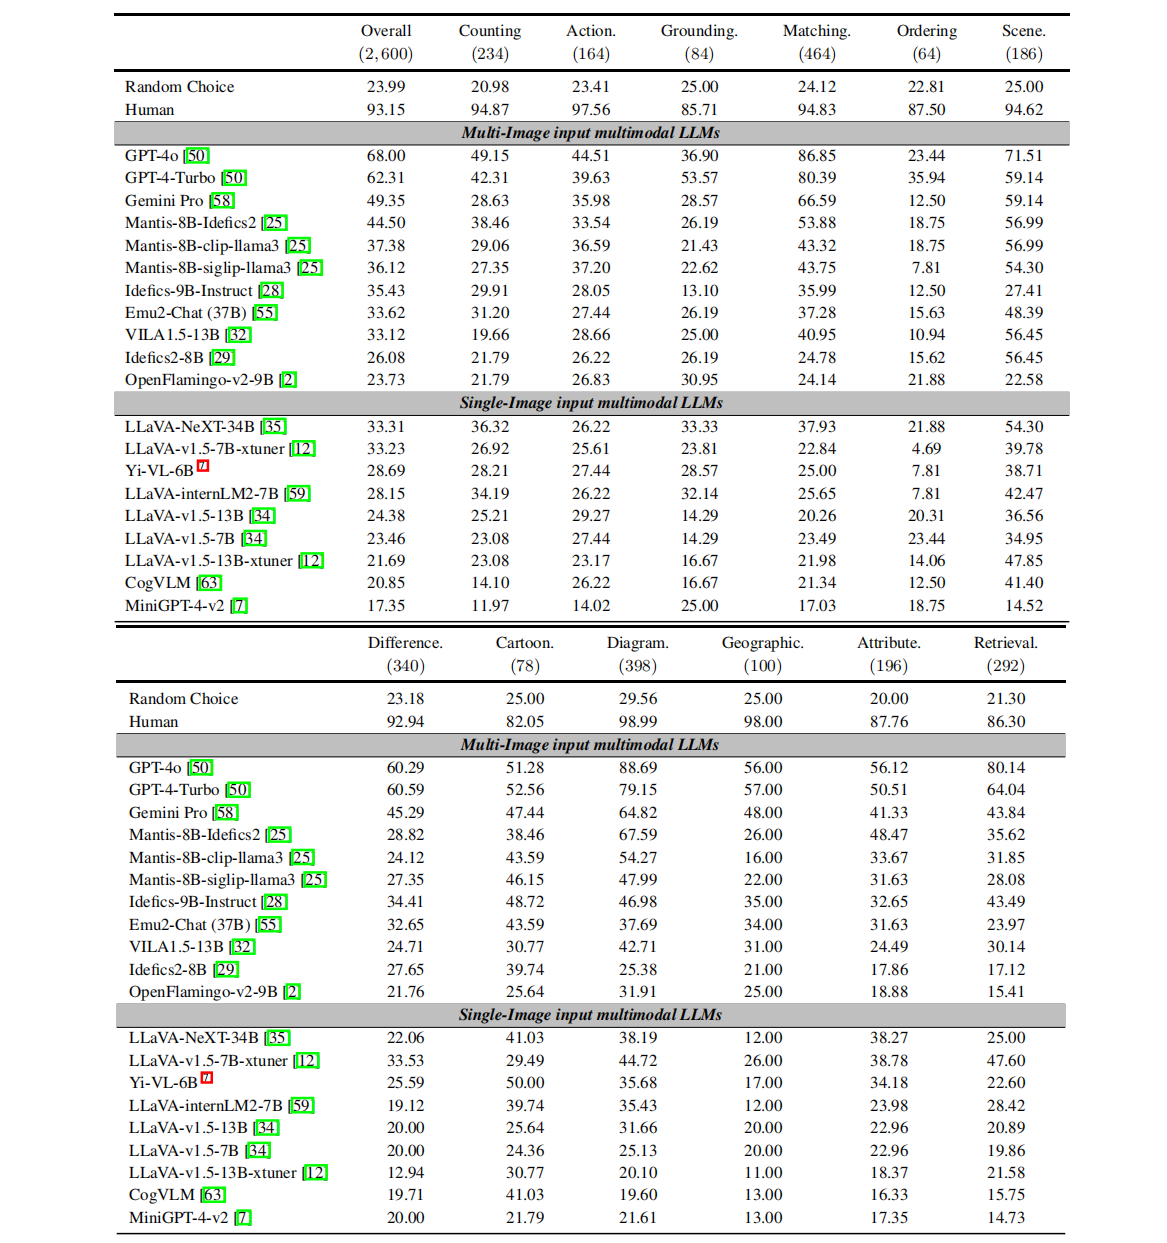 Overall Counting Action. Grounding. Matching. Ordering Scene.
(2,600) (234) (164) (84) (464) (64) (186)
Random Choice 23.99 20.98 23.41 25.00 24.12 22.81 25.00
Human 93.15 94.87 97.56 85.71 94.83 87.50 94.62
Multi-Image input multimodal LLMs
GPT-4o [50] 68.00 49.15 44.51 36.90 86.85 23.44 71.51
GPT-4-Turbo [50] 62.31 42.31 39.63 53.57 80.39 35.94 59.14
Gemini Pro [58] 49.35 28.63 35.98 28.57 66.59 12.50 59.14
Mantis-8B-Idefics2 [25] 44.50 38.46 33.54 26.19 53.88 18.75 56.99
Mantis-8B-clip-llama3 [25] 37.38 29.06 36.59 21.43 43.32 18.75 56.99
Mantis-8B-siglip-llama3 [25] 36.12 27.35 37.20 22.62 43.75 7.81 54.30
Idefics-9B-Instruct [28] 35.43 29.91 28.05 13.10 35.99 12.50 27.41
Emu2-Chat (37B) [55] 33.62 31.20 27.44 26.19 37.28 15.63 48.39
VILA1.5-13B [32] 33.12 19.66 28.66 25.00 40.95 10.94 56.45
Idefics2-8B [29] 26.08 21.79 26.22 26.19 24.78 15.62 56.45
OpenFlamingo-v2-9B [2] 23.73 21.79 26.83 30.95 24.14 21.88 22.58
Single-Image input multimodal LLMs
LLaVA-NeXT-34B [35] 33.31 36.32 26.22 33.33 37.93 21.88 54.30
LLaVA-v1.5-7B-xtuner [12] 33.23 26.92 25.61 23.81 22.84 4.69 39.78
Yi-VL-6B 7 28.69 28.21 27.44 28.57 25.00 7.81 38.71
LLaVA-internLM2-7B [59] 28.15 34.19 26.22 32.14 25.65 7.81 42.47
LLaVA-v1.5-13B [34] 24.38 25.21 29.27 14.29 20.26 20.31 36.56
LLaVA-v1.5-7B [34] 23.46 23.08 27.44 14.29 23.49 23.44 34.95
LLaVA-v1.5-13B-xtuner [12] 21.69 23.08 23.17 16.67 21.98 14.06 47.85
CogVLM [63] 20.85 14.10 26.22 16.67 21.34 12.50 41.40
MiniGPT-4-v2 [7] 17.35 11.97 14.02 25.00 17.03 18.75 14.52
Difference. Cartoon. Diagram. Geographic. Attribute. Retrieval.
(340) (78) (398) (100) (196) (292)
Random Choice 23.18 25.00 29.56 25.00 20.00 21.30
Human 92.94 82.05 98.99 98.00 87.76 86.30
Multi-Image input multimodal LLMs
GPT-4o [50] 60.29 51.28 88.69 56.00 56.12 80.14
GPT-4-Turbo [50] 60.59 52.56 79.15 57.00 50.51 64.04
Gemini Pro [58] 45.29 47.44 64.82 48.00 41.33 43.84
Mantis-8B-Idefics2 [25] 28.82 38.46 67.59 26.00 48.47 35.62
Mantis-8B-clip-llama3 [25] 24.12 43.59 54.27 16.00 33.67 31.85
Mantis-8B-siglip-llama3 [25] 27.35 46.15 47.99 22.00 31.63 28.08
Idefics-9B-Instruct [28] 34.41 48.72 46.98 35.00 32.65 43.49
Emu2-Chat (37B) [55] 32.65 43.59 37.69 34.00 31.63 23.97
VILA1.5-13B [32] 24.71 30.77 42.71 31.00 24.49 30.14
Idefics2-8B [29] 27.65 39.74 25.38 21.00 17.86 17.12
OpenFlamingo-v2-9B [2] 21.76 25.64 31.91 25.00 18.88 15.41
Single-Image input multimodal LLMs
LLaVA-NeXT-34B [35] 22.06 41.03 38.19 12.00 38.27 25.00
LLaVA-v1.5-7B-xtuner [12] 33.53 29.49 44.72 26.00 38.78 47.60
Yi-VL-6B 7 25.59 50.00 35.68 17.00 34.18 22.60
LLaVA-internLM2-7B [59] 19.12 39.74 35.43 12.00 23.98 28.42
LLaVA-v1.5-13B [34] 20.00 25.64 31.66 20.00 22.96 20.89
LLaVA-v1.5-7B [34] 20.00 24.36 25.13 20.00 22.96 19.86
LLaVA-v1.5-13B-xtuner [12] 12.94 30.77 20.10 11.00 18.37 21.58
CogVLM [63] 19.71 41.03 19.60 13.00 16.33 15.75
MiniGPT-4-v2 [7] 20.00 21.79 21.61 13.00 17.35 14.73